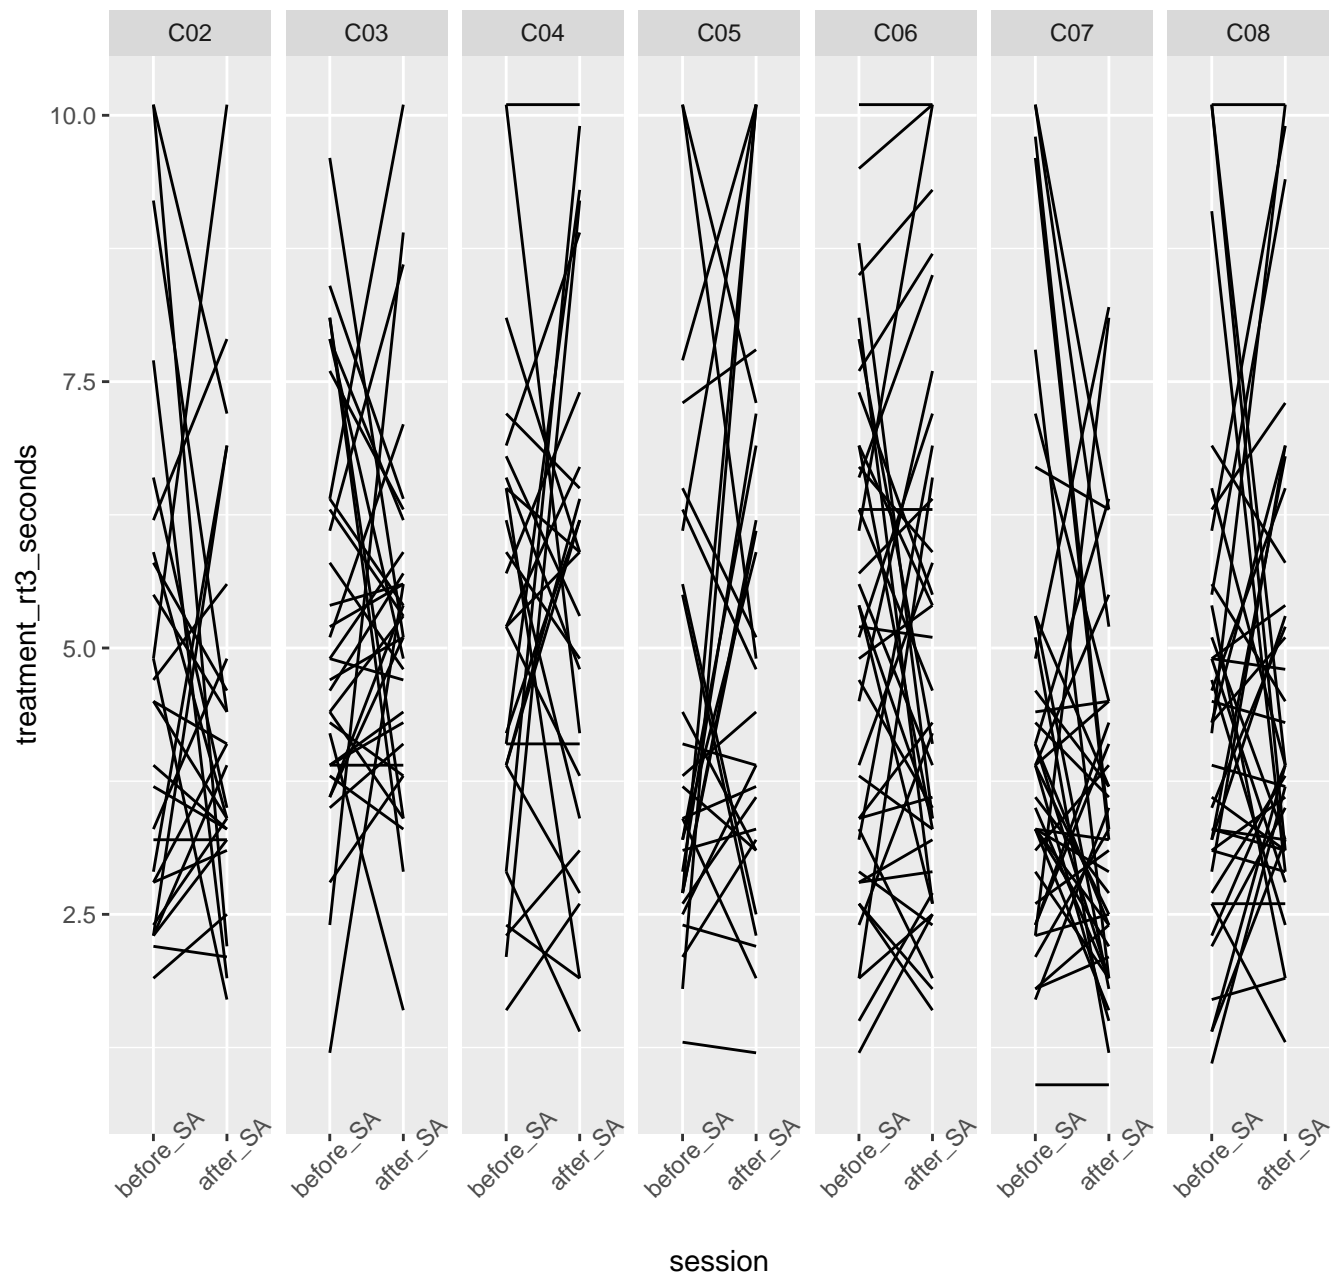 C02 C03 C04 C05 C06 C07 C08
10.0
7.5
5.0
2.5
treatment_rt3_seconds
before_SA after_SA before_SA after_SA before_SA after_SA before_SA after_SA before_SA after_SA before_SA after_SA before_SA after_SA
session